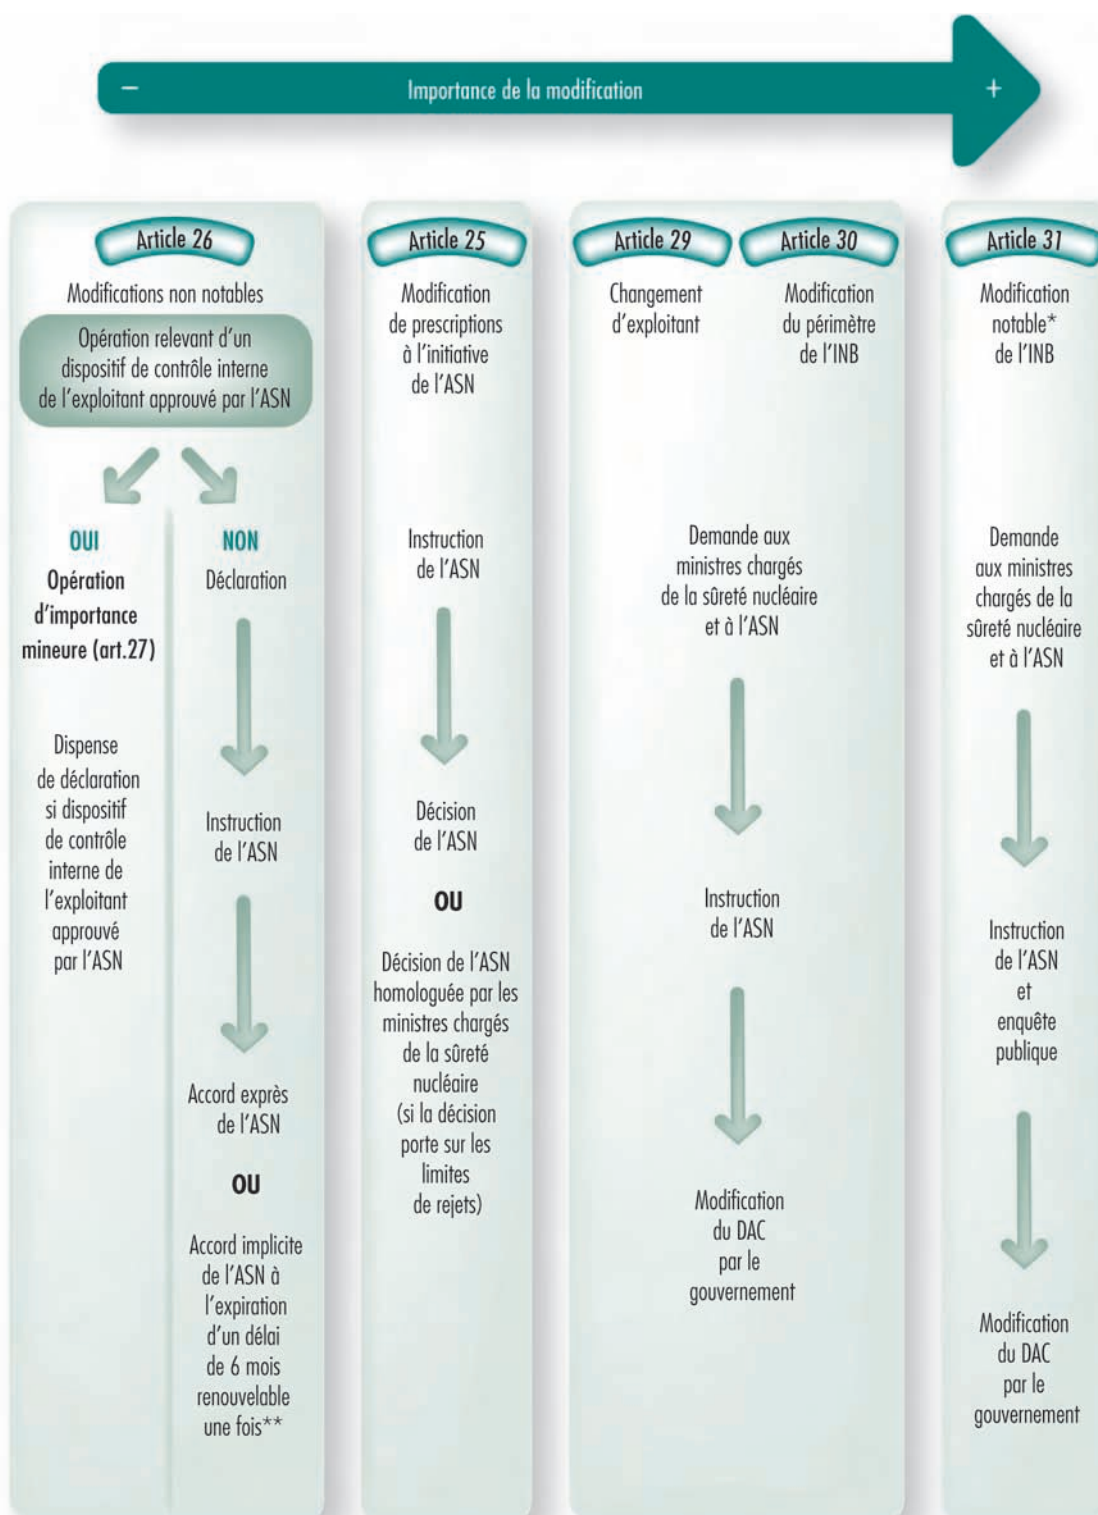 − Importance de la modification +
Article 26
Modifications non notables
Opération relevant d'un
dispositif de contrôle interne
de l'exploitant approuvé par l'ASN
OUI
Opération
d'importance
mineure (art.27)
Dispense
de déclaration
si dispositif
de contrôle
interne de
l'exploitant
approuvé
par l'ASN
NON
Déclaration
Instruction
de l'ASN
Accord exprès
de l'ASN
OU
Accord implicite
de l'ASN à
l'expiration
d'un délai
de 6 mois
renouvelable
une fois**
Article 25
Modification
de prescriptions
à l'initiative
de l'ASN
Instruction
de l'ASN
Décision
de l'ASN
OU
Décision de l'ASN
homologuée par les
ministres chargés
de la sûreté
nucléaire
(si la décision
porte sur les
limites
de rejets)
Article 29
Changement
d'exploitant
Article 30
Modification
du périmètre
de l'INB
Demande aux
ministres chargés
de la sûreté nucléaire
et à l'ASN
Instruction
de l'ASN
Modification
du DAC
par le
gouvernement
Article 31
Modification
notable*
de l'INB
Demande
aux ministres
chargés de la
sûreté nucléaire
et à l'ASN
Instruction
de l'ASN
et
enquête
publique
Modification
du DAC
par le
gouvernement